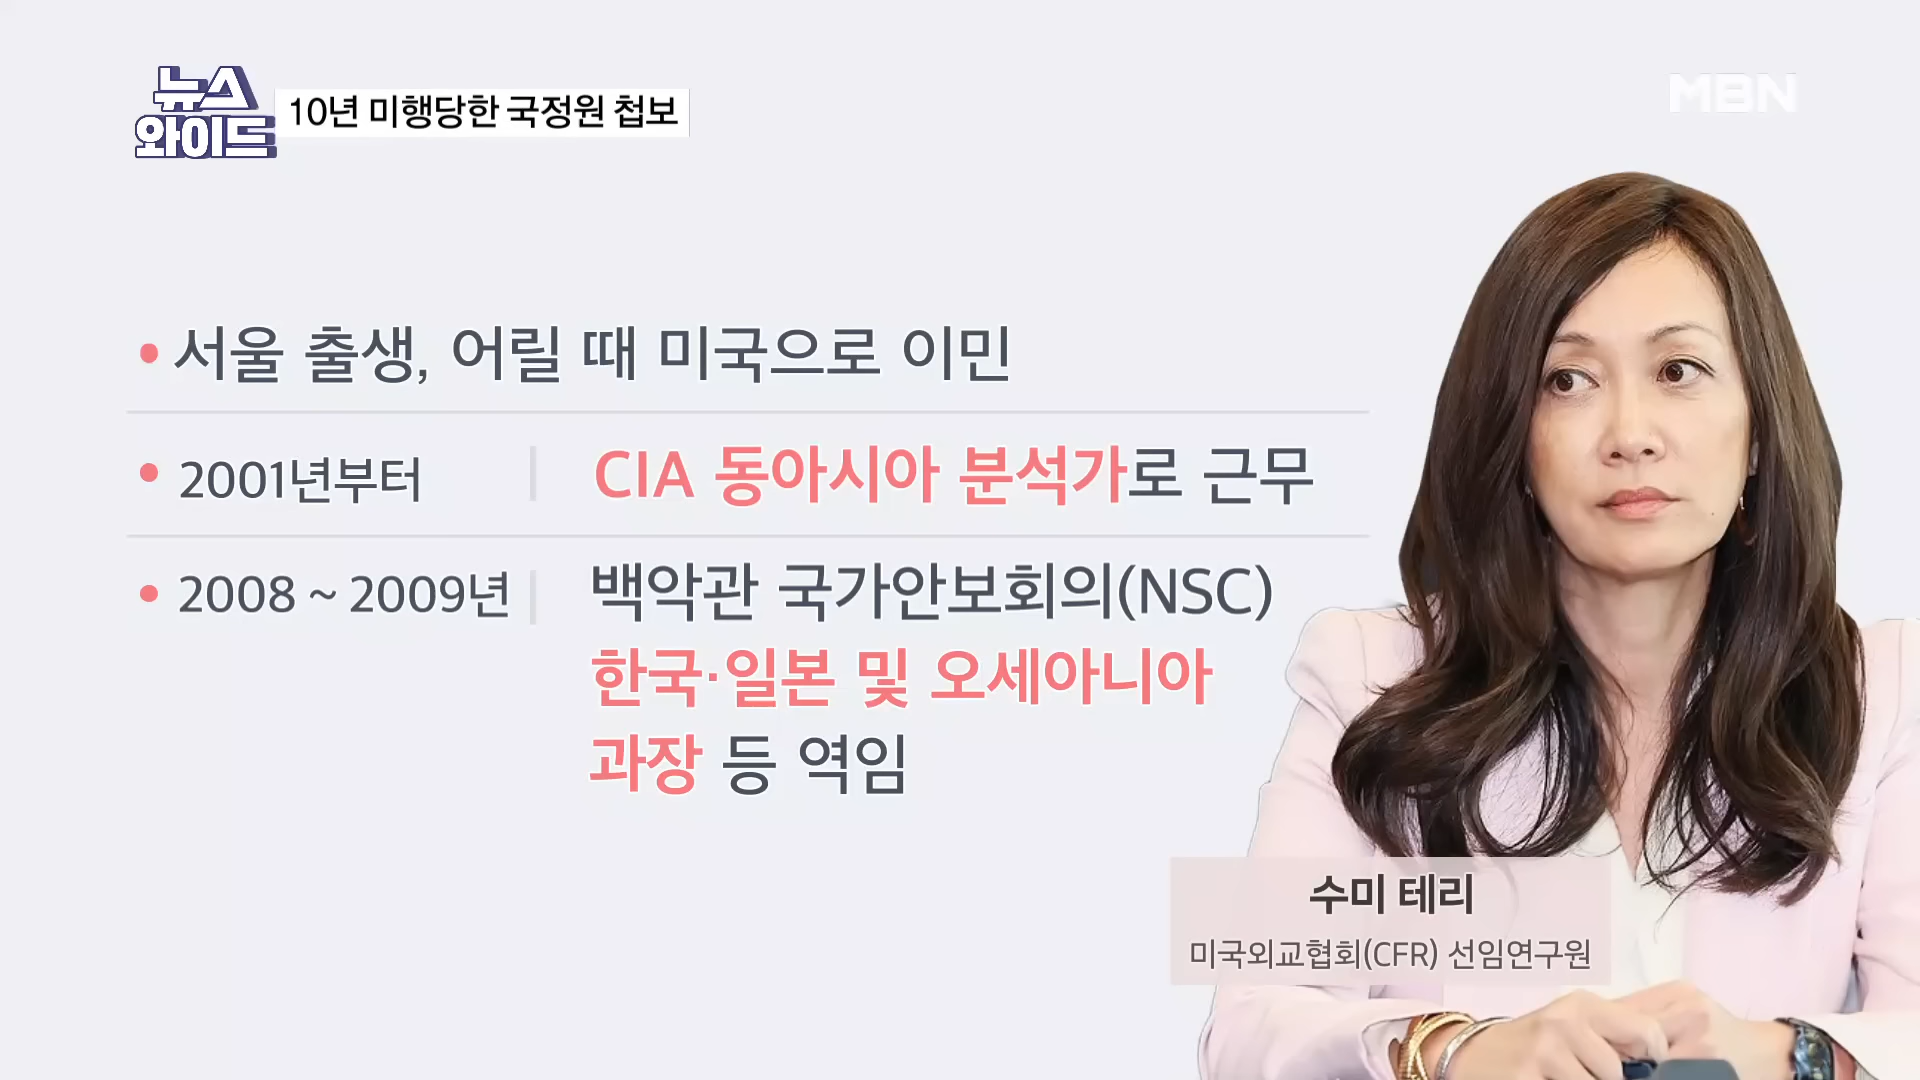 뉴스
와이드
10년 미행당한 국정원 첩보
MBN
• 서울 출생, 어릴 때 미국으로 이민
• 2001년부터 | CIA 동아시아 분석가로 근무
• 2008 ~ 2009년 | 백악관 국가안보회의(NSC)
한국·일본 및 오세아니아
과장 등 역임
수미 테리
미국외교협회(CFR) 선임연구원